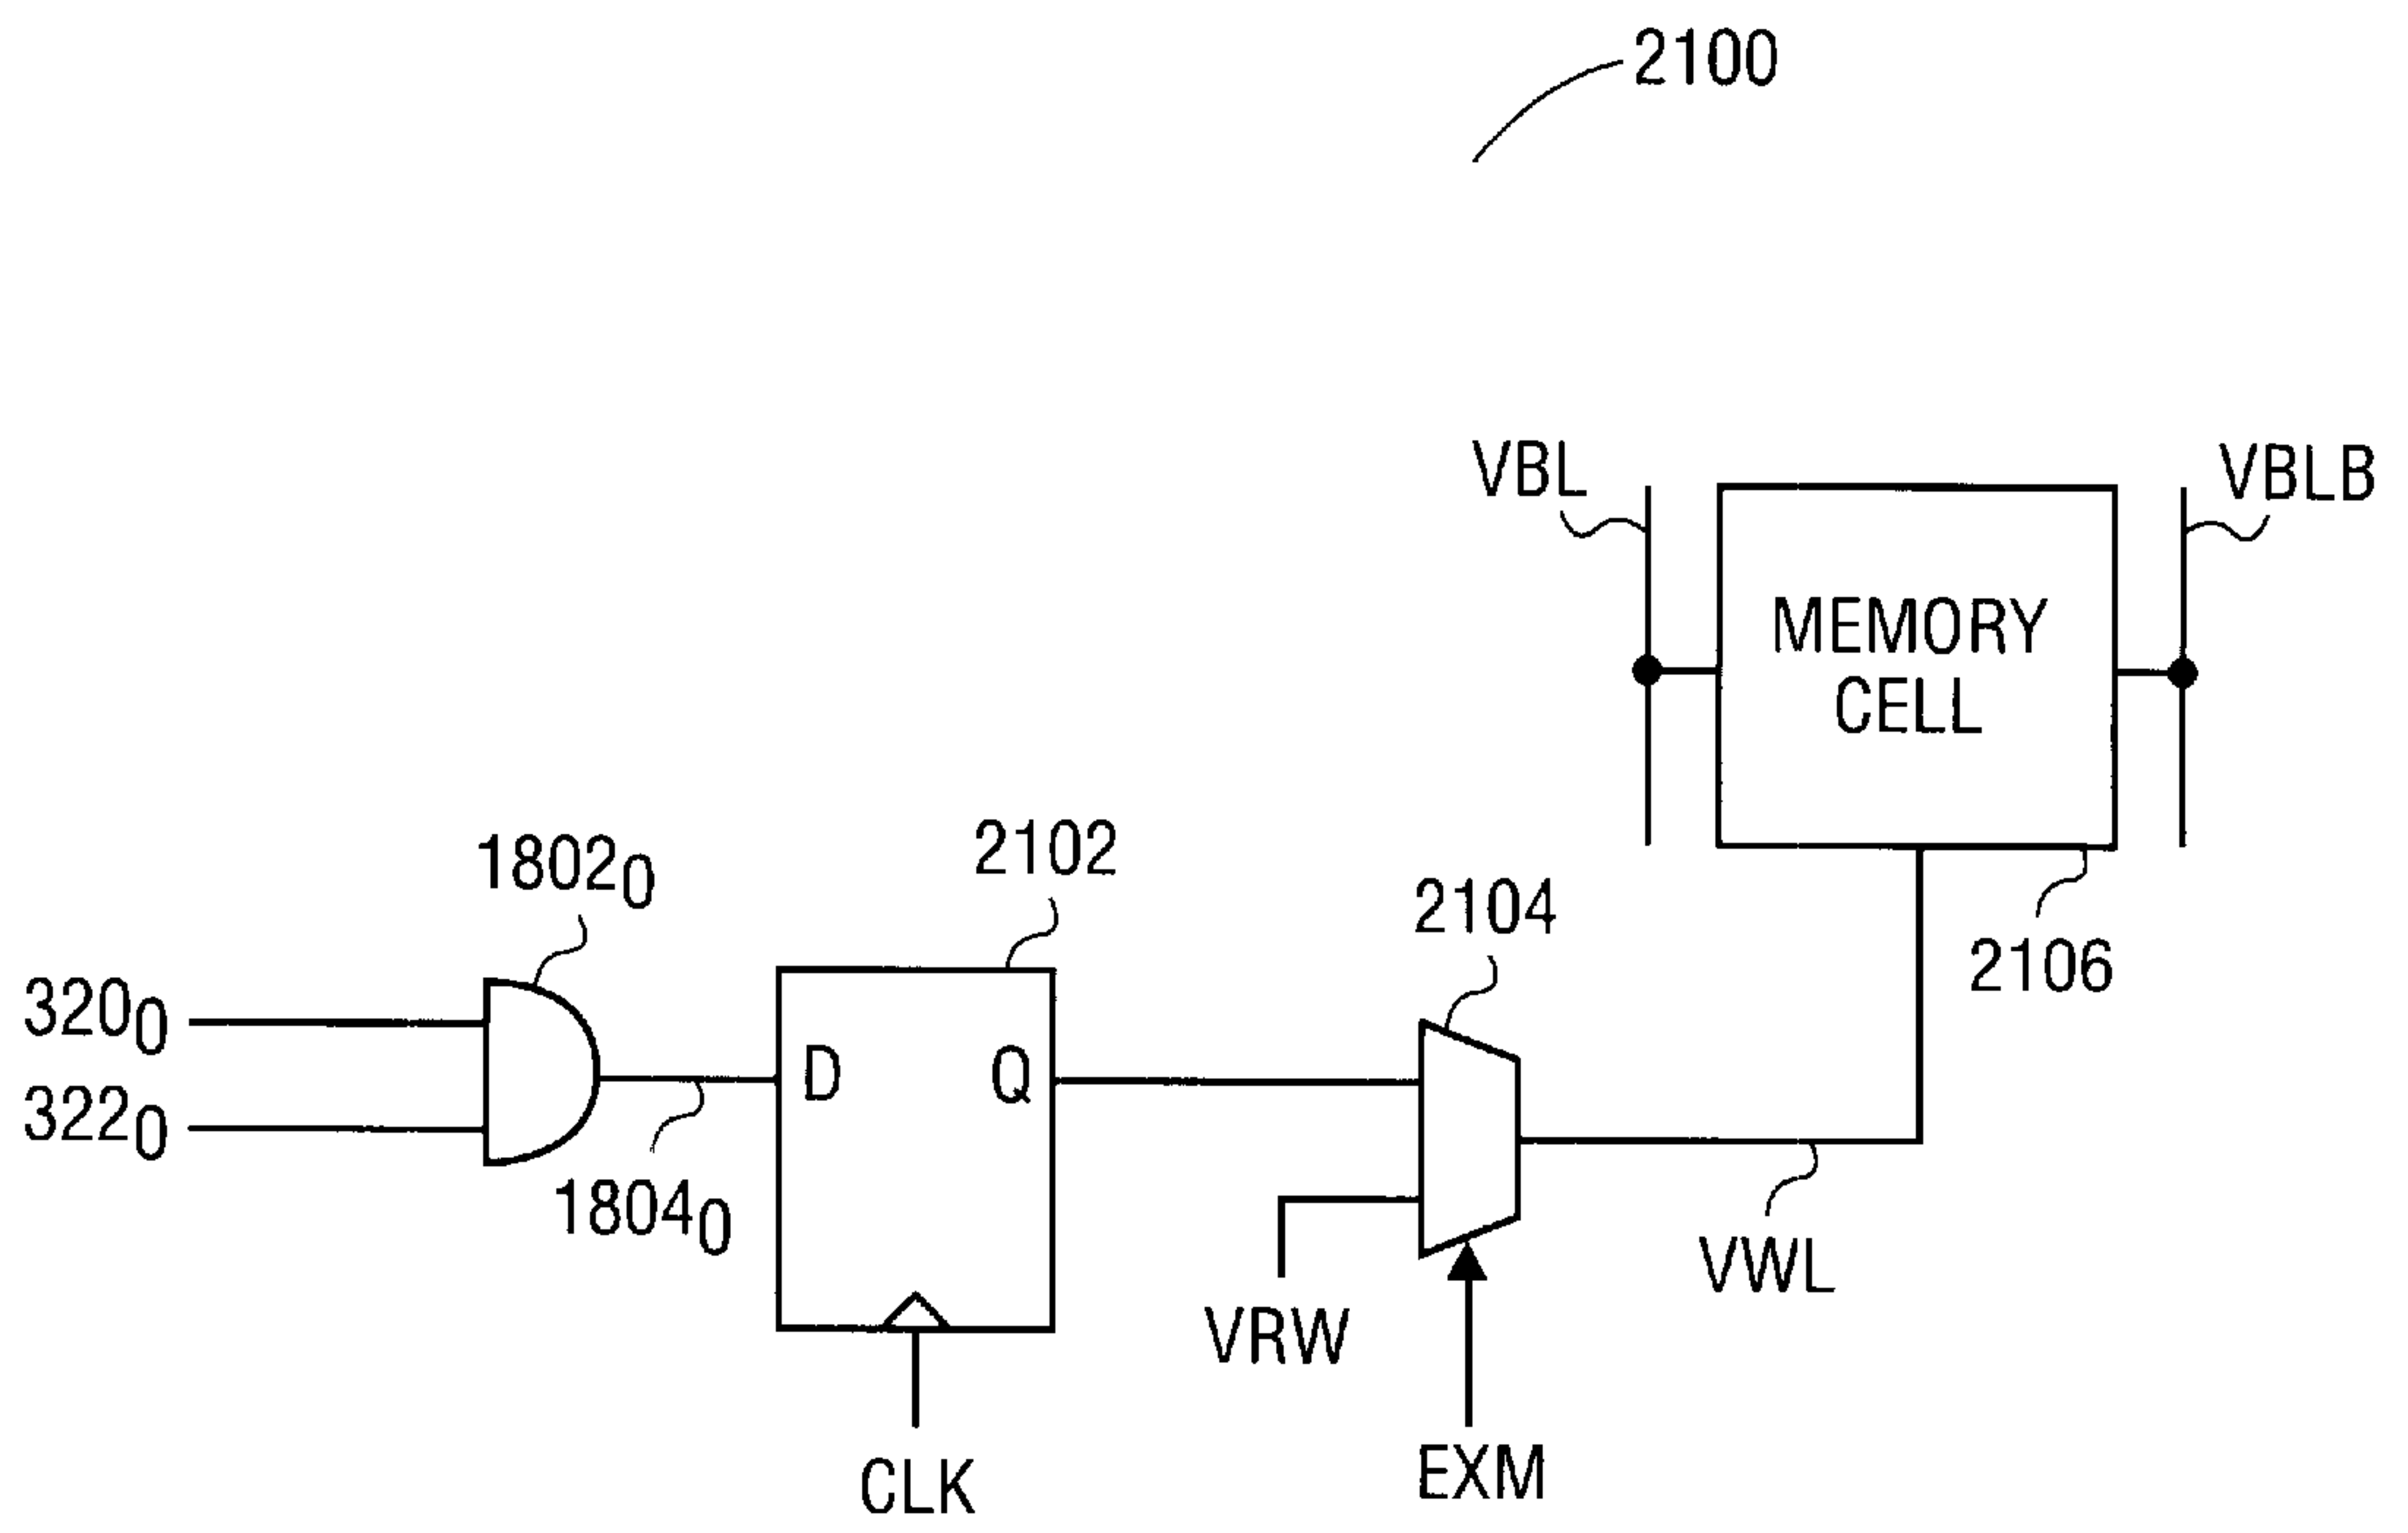 2100
VBL
VBLB
MEMORY
CELL
1802₀
2102
2104
2106
320₀
D
Q
322₀
1804₀
VRW
VWL
CLK
EXM